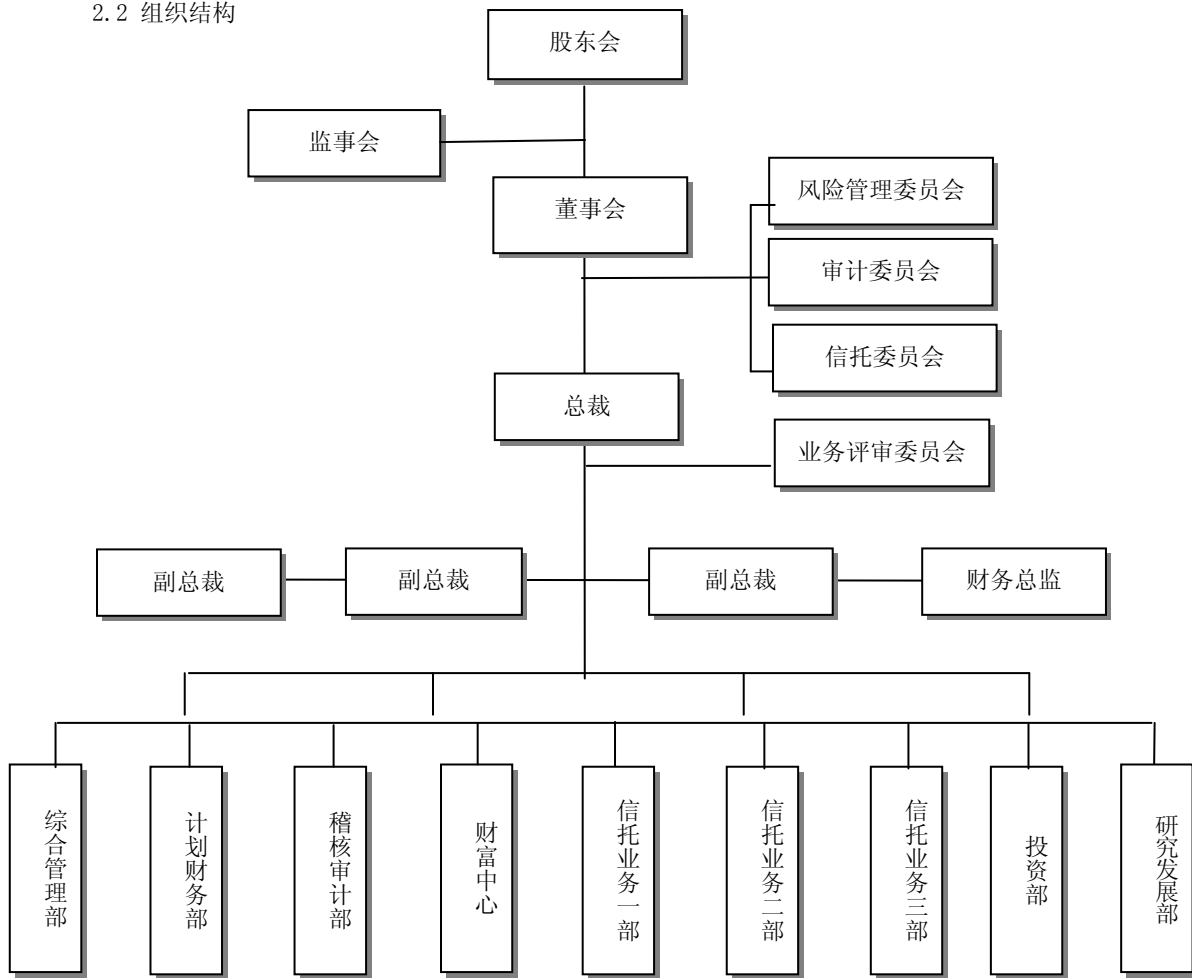 2.2 组织结构
股东会
监事会
董事会
风险管理委员会
审计委员会
信托委员会
总裁
业务评审委员会
副总裁
副总裁
副总裁
财务总监
综合管理部
计划财务部
稽核审计部
财富中心
信托业务一部
信托业务二部
信托业务三部
投资部
研究发展部